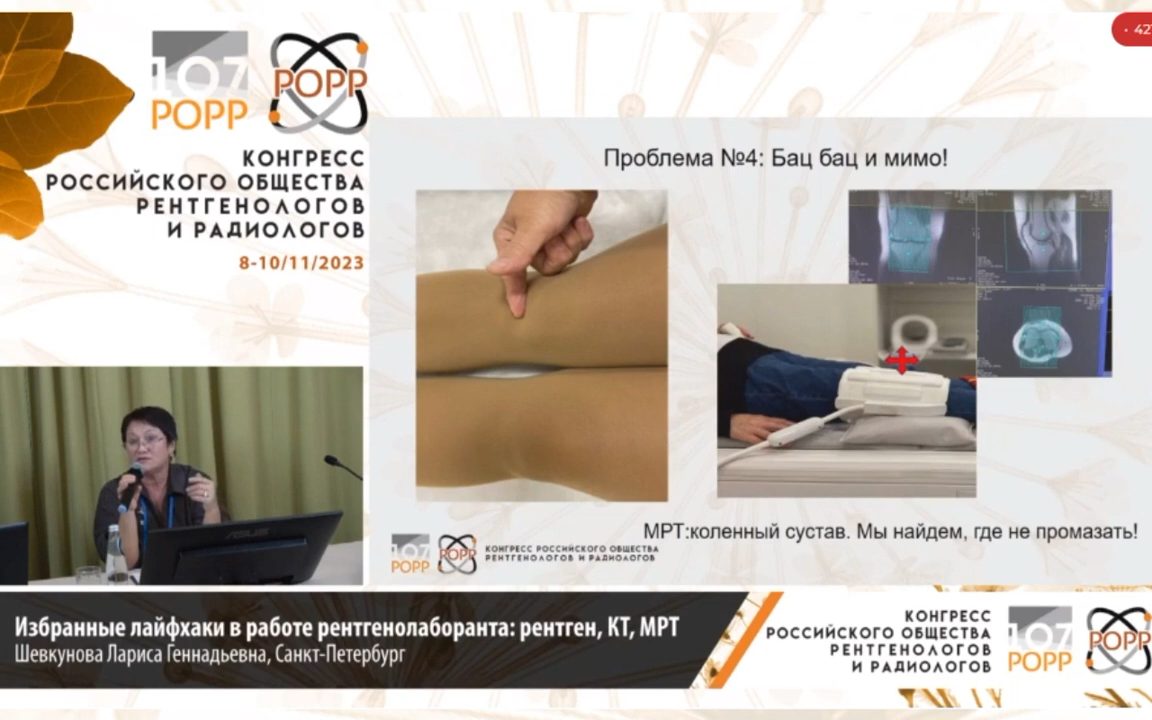 107
РОРР
РОРР
КОНГРЕСС
РОССИЙСКОГО ОБЩЕСТВА
РЕНТГЕНОЛОГОВ
И РАДИОЛОГОВ
8-10/11/2023
Проблема №4: Бац бац и мимо!
МРТ:коленный сустав. Мы найдем, где не промазать!
107
РОРР
РОРР
КОНГРЕСС РОССИЙСКОГО ОБЩЕСТВА
РЕНТГЕНОЛОГОВ И РАДИОЛОГОВ
ASUS
Избранные лайфхаки в работе рентгенолаборанта: рентген, КТ, МРТ
Шевкунова Лариса Геннадьевна, Санкт-Петербург
КОНГРЕСС
РОССИЙСКОГО ОБЩЕСТВА
РЕНТГЕНОЛОГОВ
И РАДИОЛОГОВ
107
РОРР
РОРР